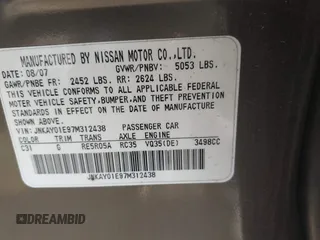 MANUFACTURED BY NISSAN MOTOR CO.,LTD.
DATE: 08/07 GVWR/PNBV: 5053 LBS.
GAWR/PNBE FR: 2452 LBS. RR: 2624 LBS.
THIS VEHICLE CONFORMS TO ALL APPLICABLE
FEDERAL MOTOR VEHICLE
SAFETY, BUMPER, AND THEFT PREVENTION
STANDARDS IN EFFECT ON THE DATE OF MANUFACTURE
SHOWN ABOVE.
VIN: JNKAY01E97M312438 PASSENGER CAR
COLOR TRIM TRANS AXLE ENGINE
C31 G RE5R05A RC35 VQ35(DE) 3498CC
JNKAY01E97M312438
DREAMBID